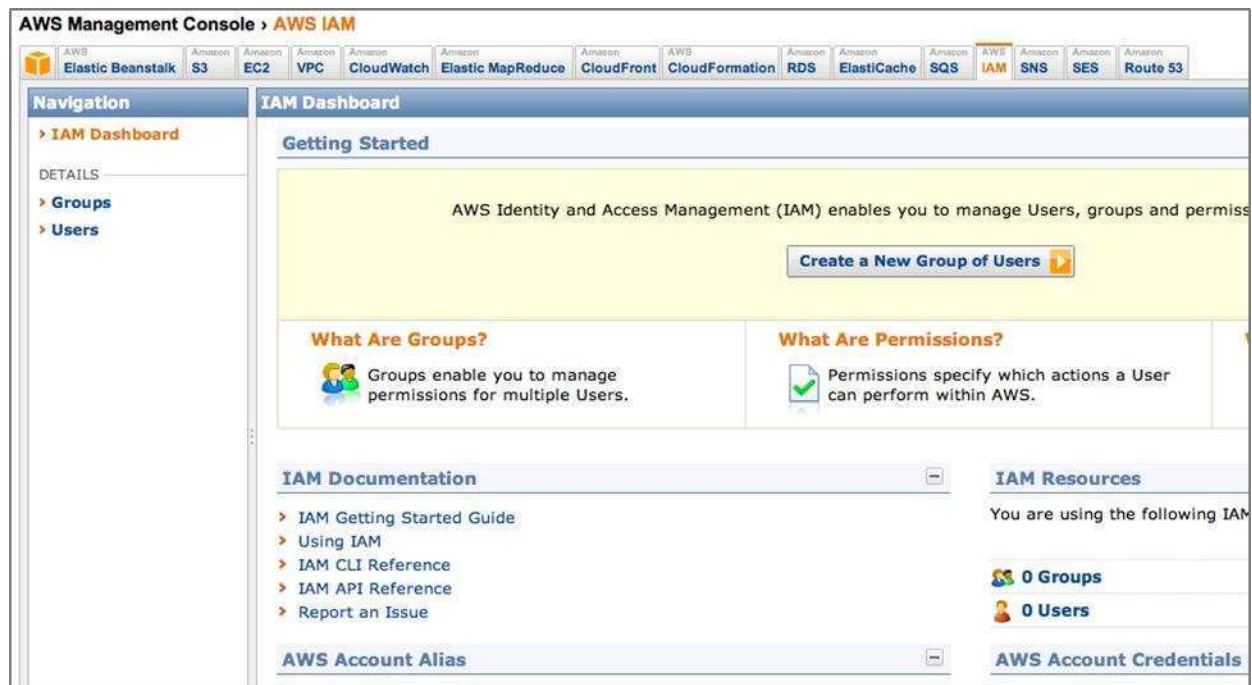 AWS Management Console › AWS IAM
AWS Elastic Beanstalk
Amazon S3
Amazon EC2
Amazon VPC
Amazon CloudWatch
Amazon Elastic MapReduce
Amazon CloudFront
AWS CloudFormation
Amazon RDS
Amazon ElastiCache
Amazon SQS
AWS IAM
Amazon SNS
Amazon SES
Amazon Route 53
Navigation
IAM Dashboard
DETAILS
Groups
Users
IAM Dashboard
Getting Started
AWS Identity and Access Management (IAM) enables you to manage Users, groups and permiss
Create a New Group of Users
What Are Groups?
Groups enable you to manage
permissions for multiple Users.
What Are Permissions?
Permissions specify which actions a User
can perform within AWS.
IAM Documentation
IAM Getting Started Guide
Using IAM
IAM CLI Reference
IAM API Reference
Report an Issue
IAM Resources
You are using the following IAM
0 Groups
0 Users
AWS Account Alias
AWS Account Credentials